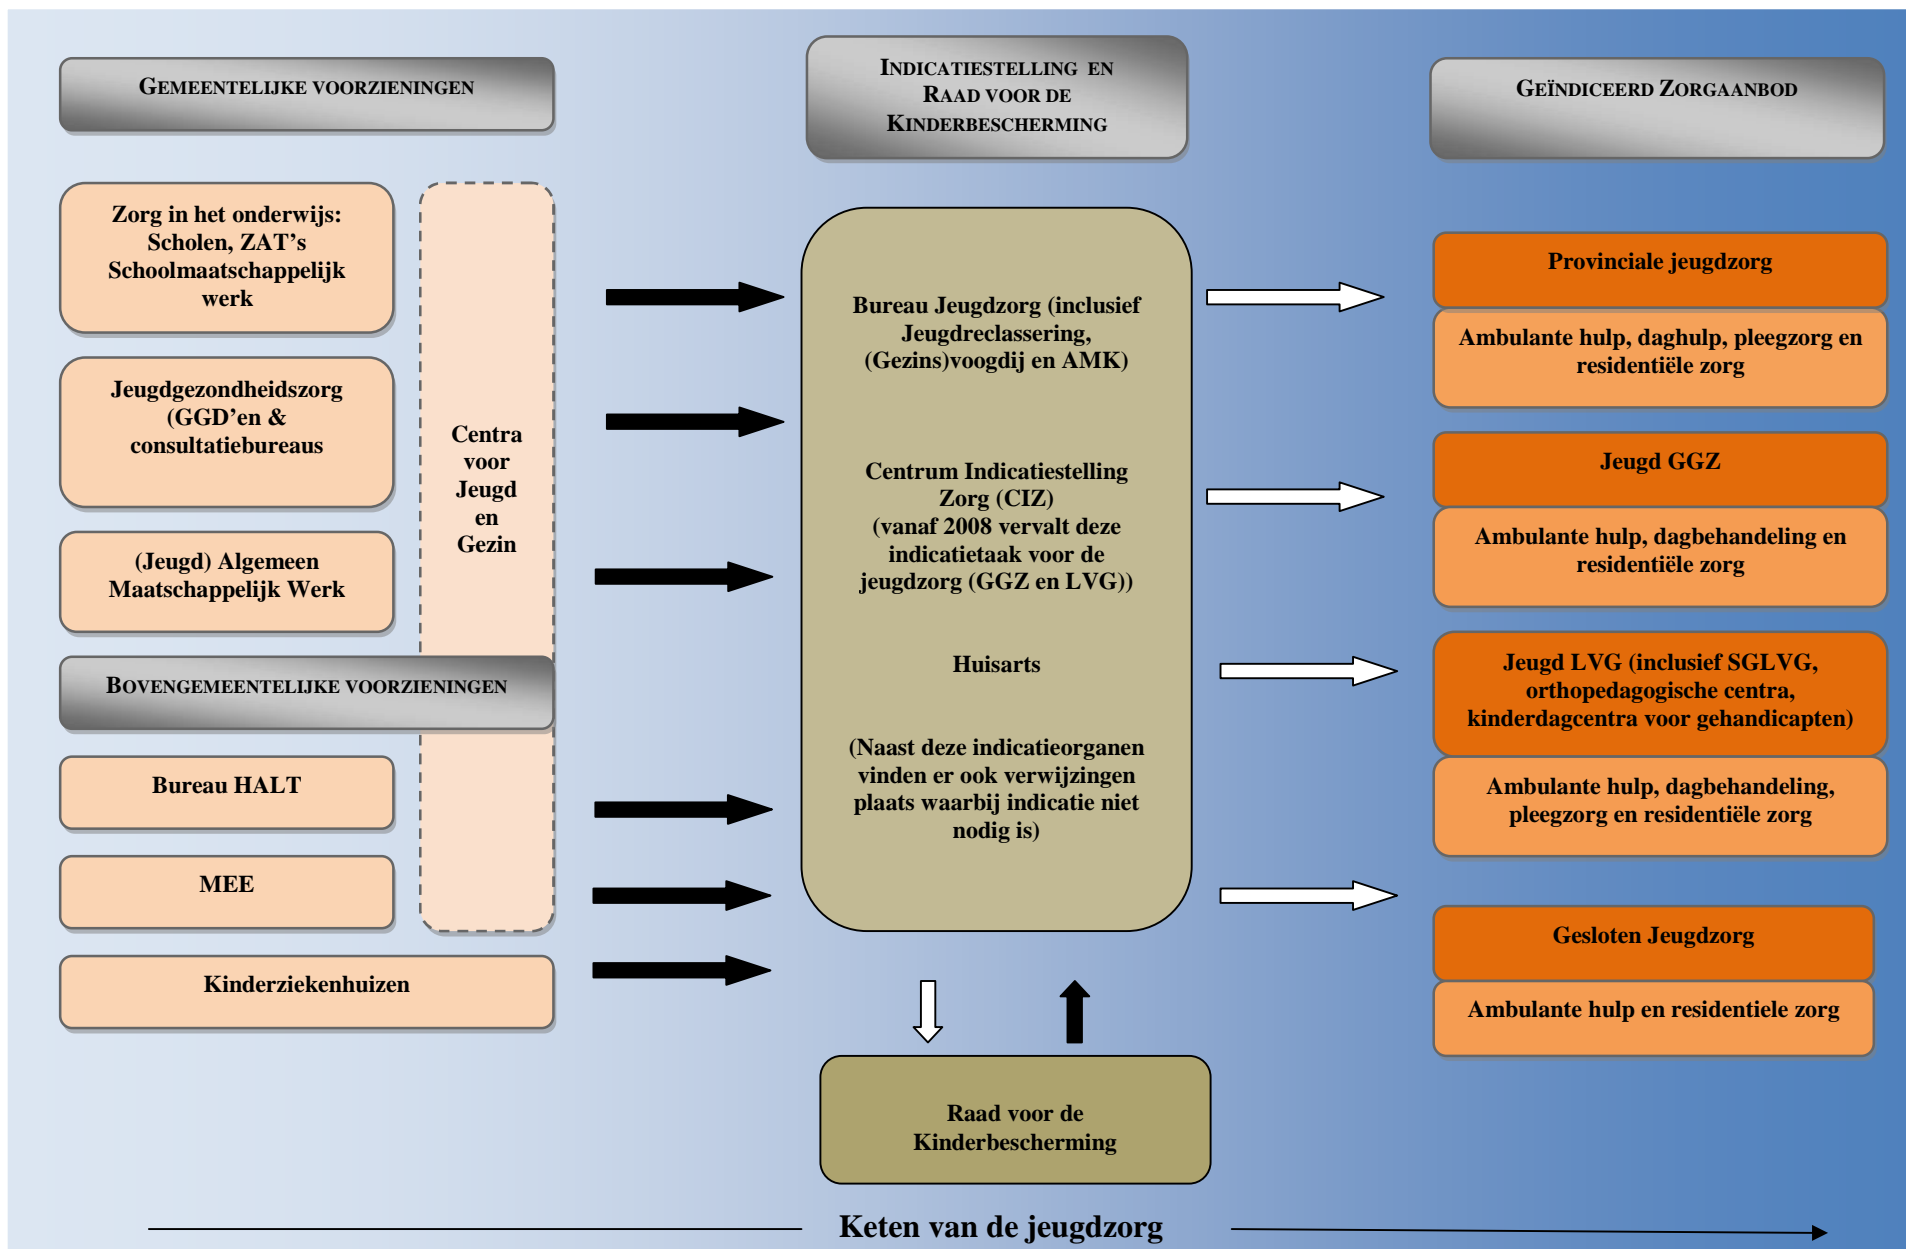 GEMEENTELIJKE VOORZIENINGEN
Zorg in het onderwijs:
Scholen, ZAT's
Schoolmaatschappelijk
werk
Jeugdgezondheidszorg
(GGD'en &
consultatiebureaus
(Jeugd) Algemeen
Maatschappelijk Werk
Centra
voor
Jeugd
en
Gezin
BOVENGEMEENTELIJKE VOORZIENINGEN
Bureau HALT
MEE
Kinderziekenhuizen
INDICATIESTELLING EN
RAAD VOOR DE
KINDERBESCHERMING
Bureau Jeugdzorg (inclusief
Jeugdreclassering,
(Gezins)voogdij en AMK)
Centrum Indicatiestelling
Zorg (CIZ)
(vanaf 2008 vervalt deze
indicatietaak voor de
jeugdzorg (GGZ en LVG))
Huisarts
(Naast deze indicatieorganen
vinden er ook verwijzingen
plaats waarbij indicatie niet
nodig is)
Raad voor de
Kinderbescherming
GEÏNDICEERD ZORGAANBOD
Provinciale jeugdzorg
Ambulante hulp, daghulp, pleegzorg en
residentiële zorg
Jeugd GGZ
Ambulante hulp, dagbehandeling en
residentiële zorg
Jeugd LVG (inclusief SGLVG,
orthopedagogische centra,
kinderdagcentra voor gehandicapten)
Ambulante hulp, dagbehandeling,
pleegzorg en residentiële zorg
Gesloten Jeugdzorg
Ambulante hulp en residentiele zorg
Keten van de jeugdzorg